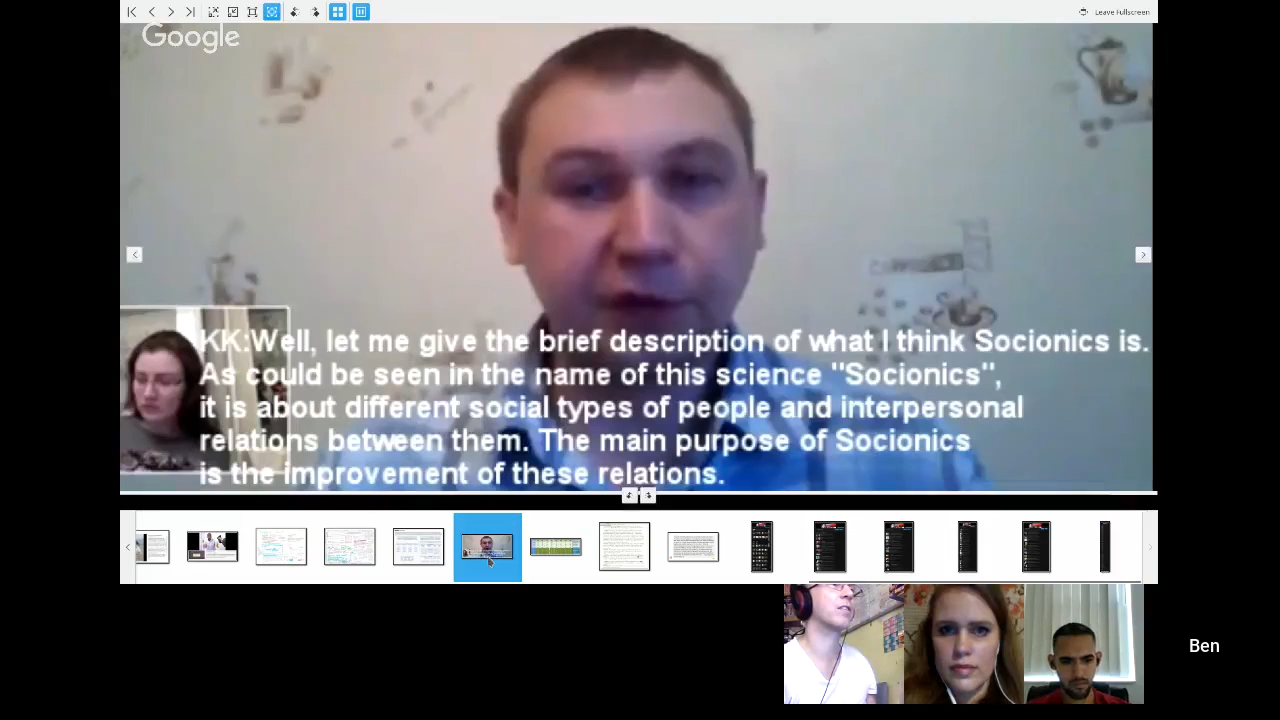 Leave Fullscreen
Google
KK:Well, let me give the brief description of what I think Socionics is.
As could be seen in the name of this science "Socionics",
it is about different social types of people and interpersonal
relations between them. The main purpose of Socionics
is the improvement of these relations.
Ben